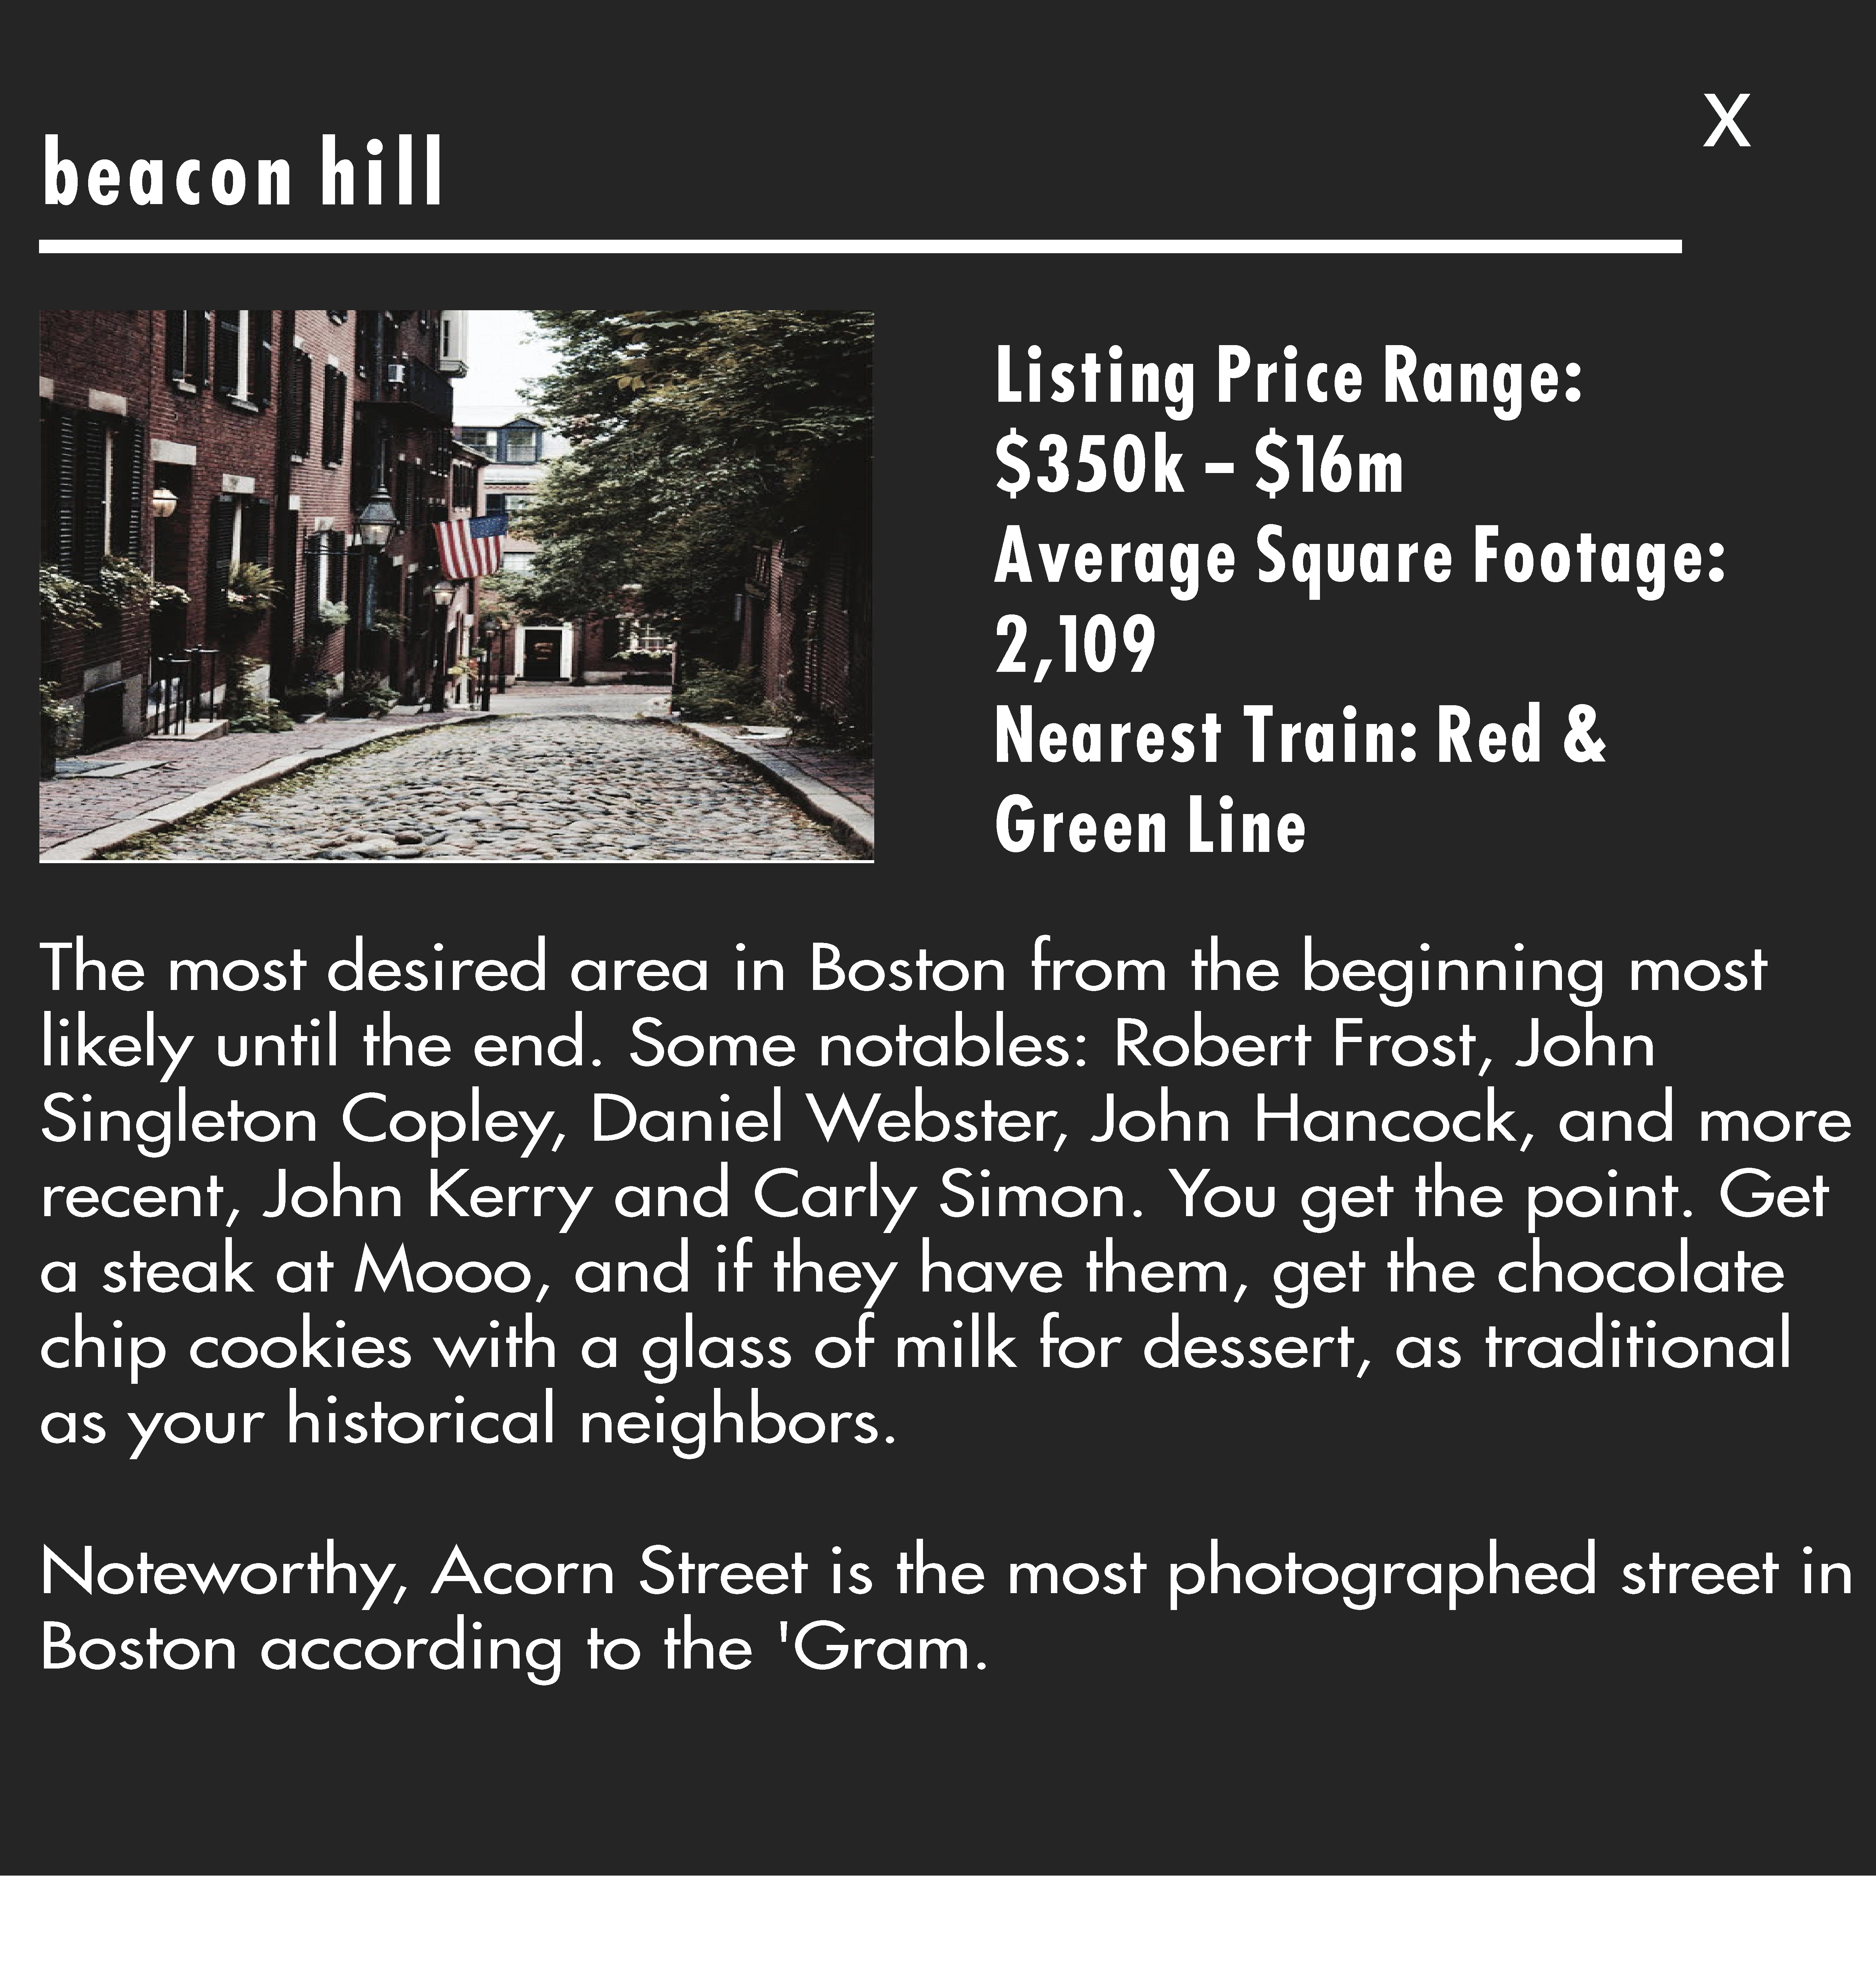 X
beacon hill
Listing Price Range:
$350k – $16m
Average Square Footage:
2,109
Nearest Train: Red &
Green Line
The most desired area in Boston from the beginning most
likely until the end. Some notables: Robert Frost, John
Singleton Copley, Daniel Webster, John Hancock, and more
recent, John Kerry and Carly Simon. You get the point. Get
a steak at Mooo, and if they have them, get the chocolate
chip cookies with a glass of milk for dessert, as traditional
as your historical neighbors.
Noteworthy, Acorn Street is the most photographed street in
Boston according to the 'Gram.